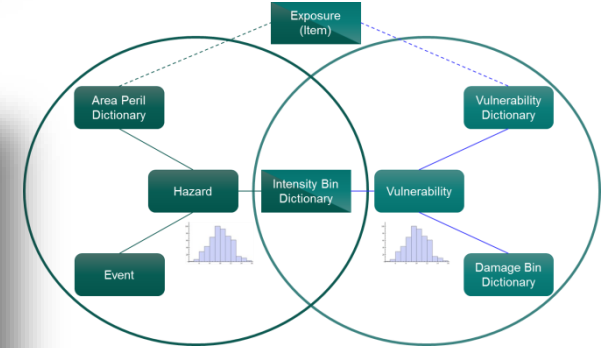 Exposure
(Item)
Area Peril
Dictionary
Vulnerability
Dictionary
Hazard
Intensity Bin
Dictionary
Vulnerability
Event
Damage Bin
Dictionary